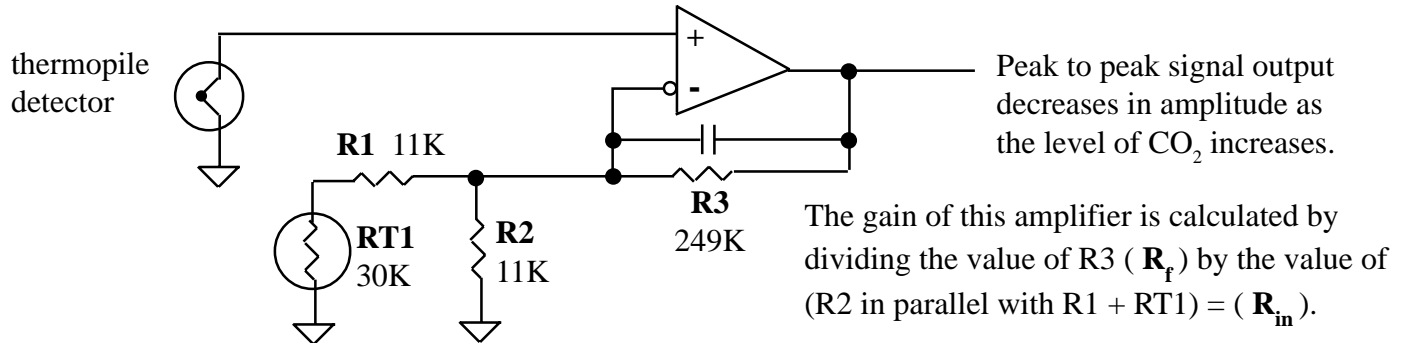 thermopile
detector
+
-
Peak to peak signal output
decreases in amplitude as
the level of CO2 increases.
R1 11K
RT1
30K
R2
11K
R3
249K
The gain of this amplifier is calculated by
dividing the value of R3 ( Rf ) by the value of
(R2 in parallel with R1 + RT1) = ( Rin ).